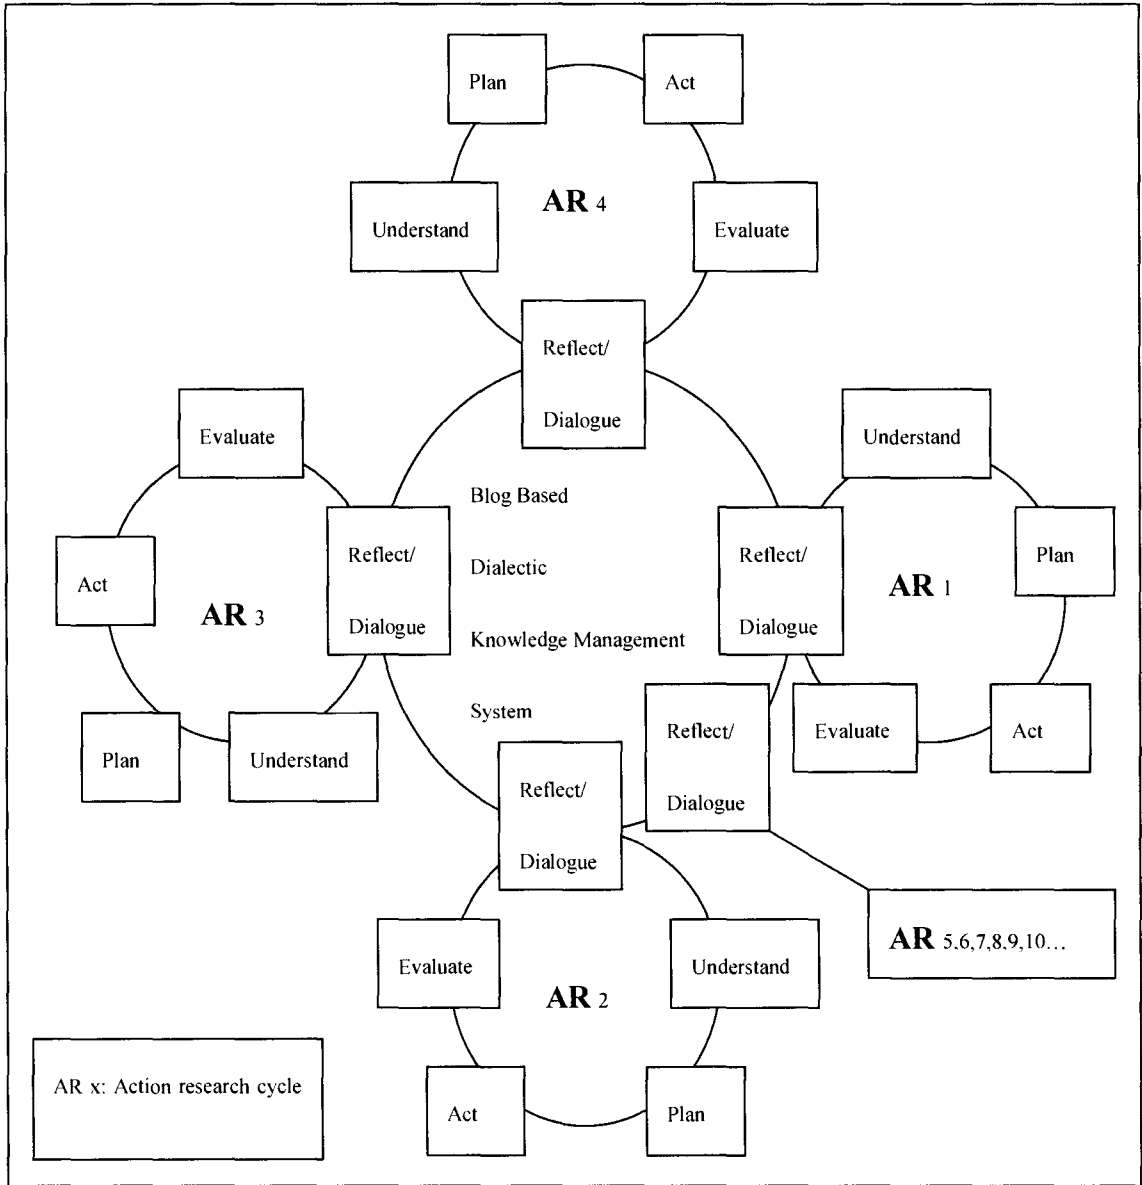 Plan
Act
AR 4
Understand
Evaluate
Reflect/
Dialogue
Evaluate
Understand
Blog Based
Reflect/
Dialogue
Reflect/
Dialogue
Plan
Act
Dialectic
AR 3
AR 1
Knowledge Management
System
Plan
Understand
Reflect/
Dialogue
Evaluate
Act
Reflect/
Dialogue
AR 5,6,7,8,9,10...
Evaluate
Understand
AR 2
Act
Plan
AR x: Action research cycle